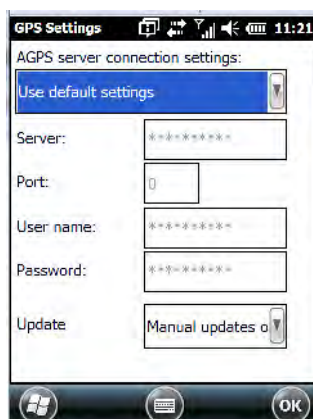 GPS Settings 11:21
AGPS server connection settings:
Use default settings
Server: **********
Port: 0
User name: **********
Password: **********
Update Manual updates o
OK